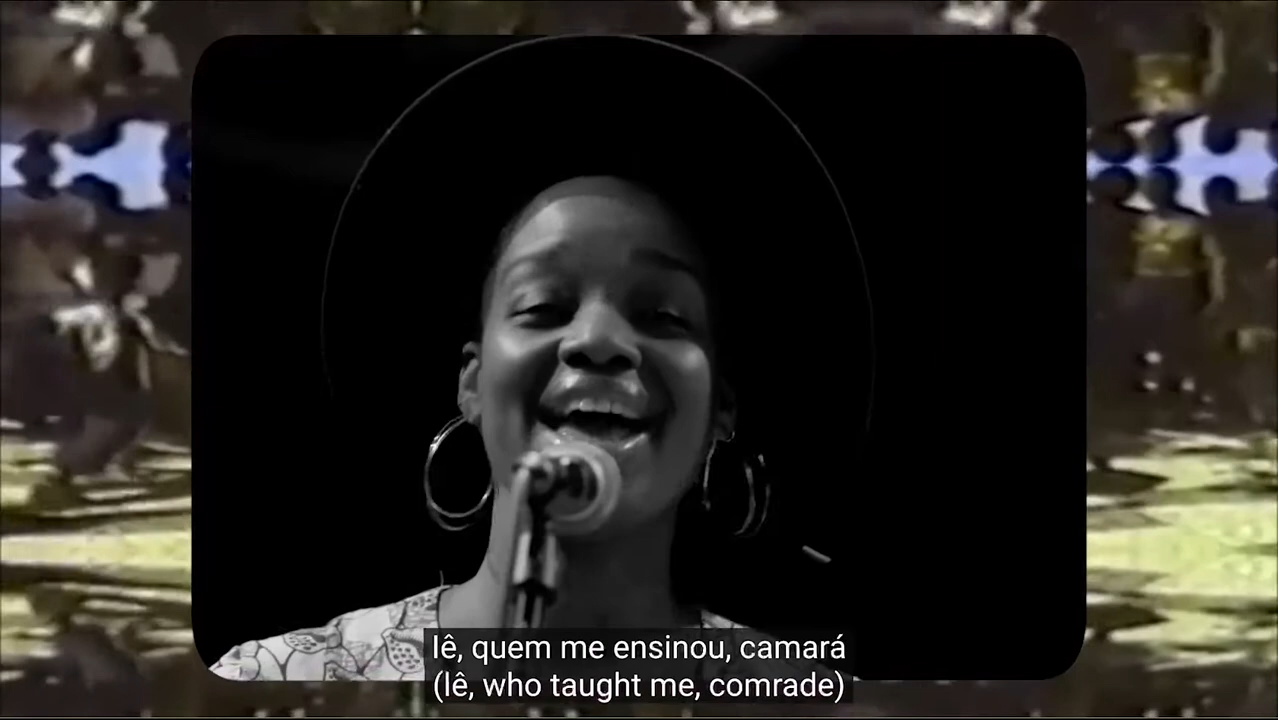 Iê, quem me ensinou, camará
(Iê, who taught me, comrade)